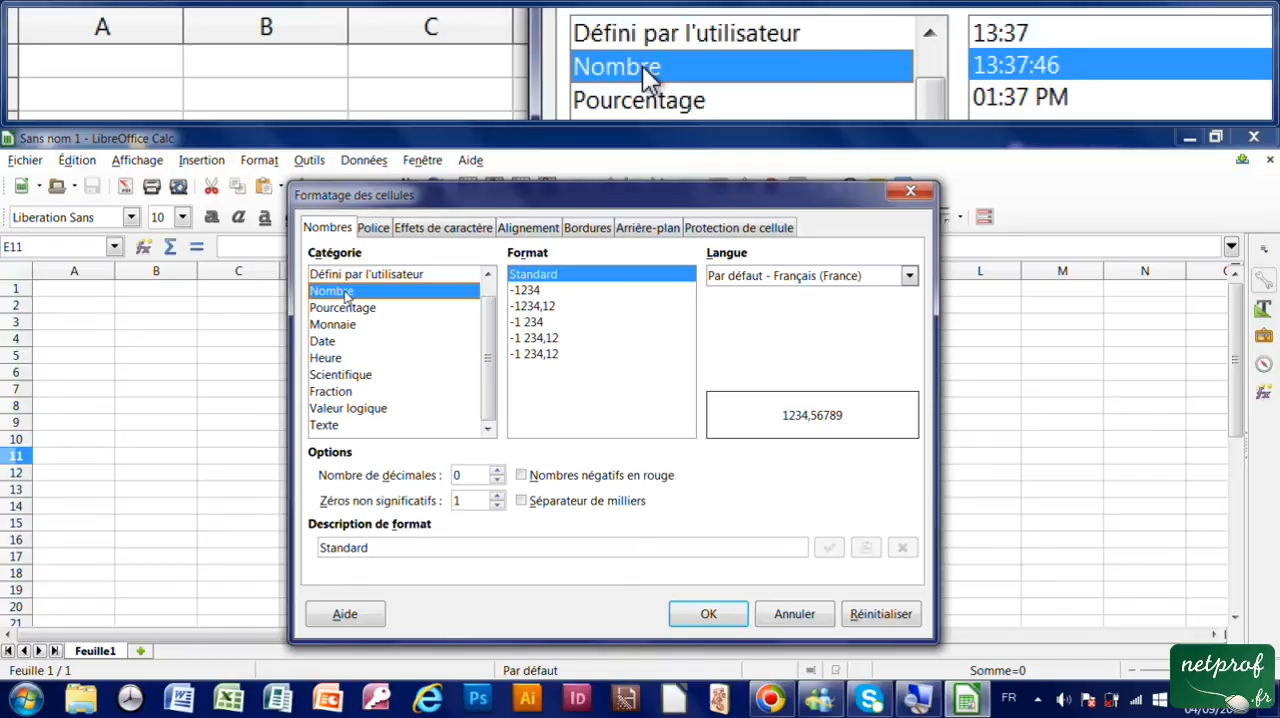 A B C
Défini par l'utilisateur
Nombre
Pourcentage
13:37
13:37:46
01:37 PM
Sans nom 1 - LibreOffice Calc
Fichier Édition Affichage Insertion Format Outils Données Fenêtre Aide
Liberation Sans 10 a a a
E11
Formatage des cellules
Nombres Police Effets de caractère Alignement Bordures Arrière-plan Protection de cellule
Catégorie
Défini par l'utilisateur
Nombre
Pourcentage
Monnaie
Date
Heure
Scientifique
Fraction
Valeur logique
Texte
Format
Standard
-1234
-1234,12
-1 234
-1 234,12
-1 234,12
Langue
Par défaut - Français (France)
1234,56789
Options
Nombre de décimales : 0
Nombres négatifs en rouge
Zéros non significatifs : 1
Séparateur de milliers
Description de format
Standard
Aide OK Annuler Réinitialiser
A B C L M N
1
2
3
4
5
6
7
8
9
10
11
12
13
14
15
16
17
18
19
20
21
Feuille1
Feuille 1 / 1 Par défaut Somme=0
Ps Ai ID FR
netprof
.fr